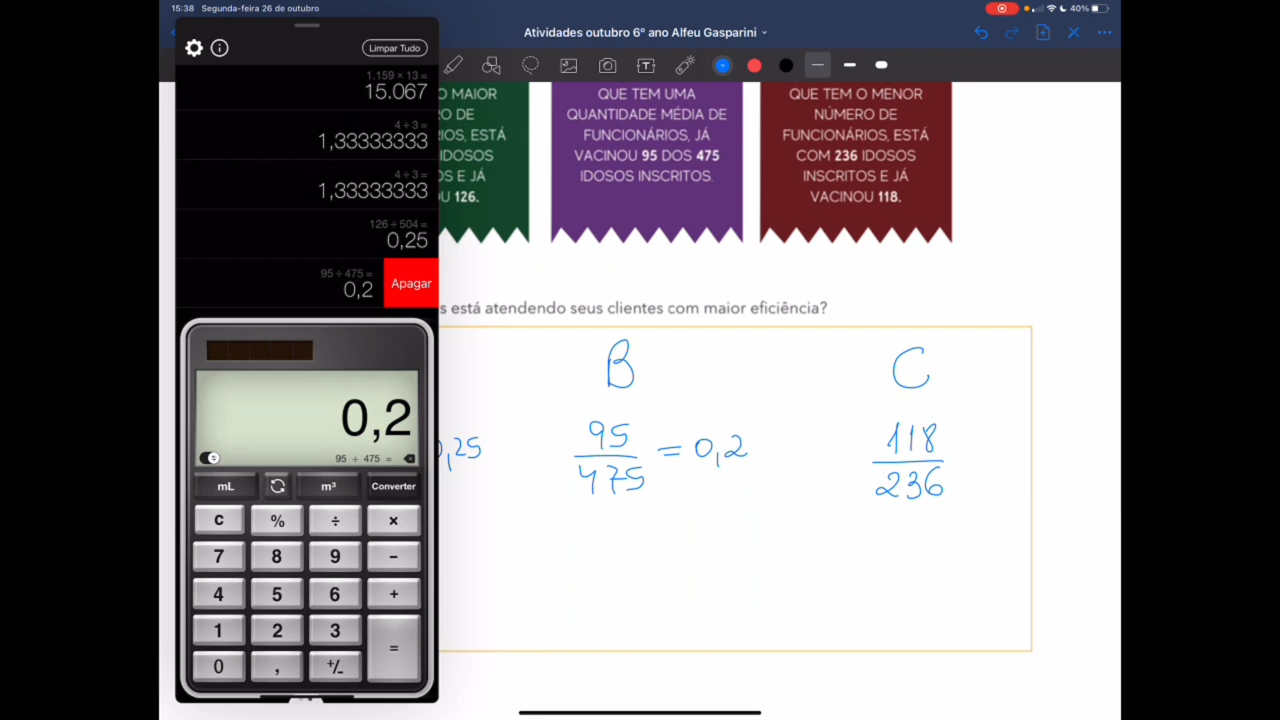 15:38 Segunda-feira 26 de outubro
40%
Atividades outubro 6º ano Alfeu Gasparini
Limpar Tudo
1.159 × 13 =
15.067
4 ÷ 3 =
1,33333333
4 ÷ 3 =
1,33333333
126 ÷ 504 =
0,25
95 ÷ 475 =
0,2
Apagar
0,2
95 ÷ 475 =
mL
m³
Converter
C % ÷ ×
7 8 9 −
4 5 6 +
1 2 3
=
0 , +/−
O MAIOR
O DE
IOS, ESTÁ
IDOSOS
OS E JÁ
U 126.
QUE TEM UMA
QUANTIDADE MÉDIA DE
FUNCIONÁRIOS, JÁ
VACINOU 95 DOS 475
IDOSOS INSCRITOS.
QUE TEM O MENOR
NÚMERO DE
FUNCIONÁRIOS, ESTÁ
COM 236 IDOSOS
INSCRITOS E JÁ
VACINOU 118.
s está atendendo seus clientes com maior eficiência?
B
C
0,25
95
475
= 0,2
118
236